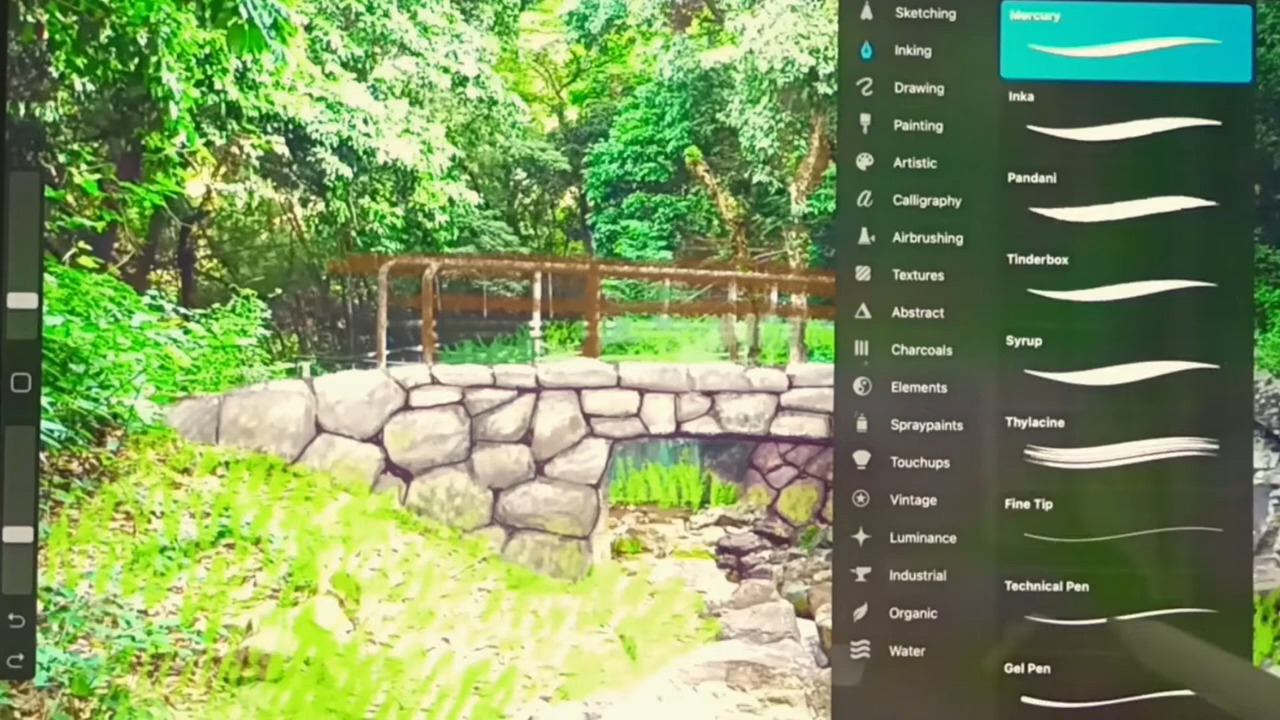 Sketching
Inking
Drawing
Painting
Artistic
Calligraphy
Airbrushing
Textures
Abstract
Charcoals
Elements
Spraypaints
Touchups
Vintage
Luminance
Industrial
Organic
Water
Mercury
Inka
Pandani
Tinderbox
Syrup
Thylacine
Fine Tip
Technical Pen
Gel Pen